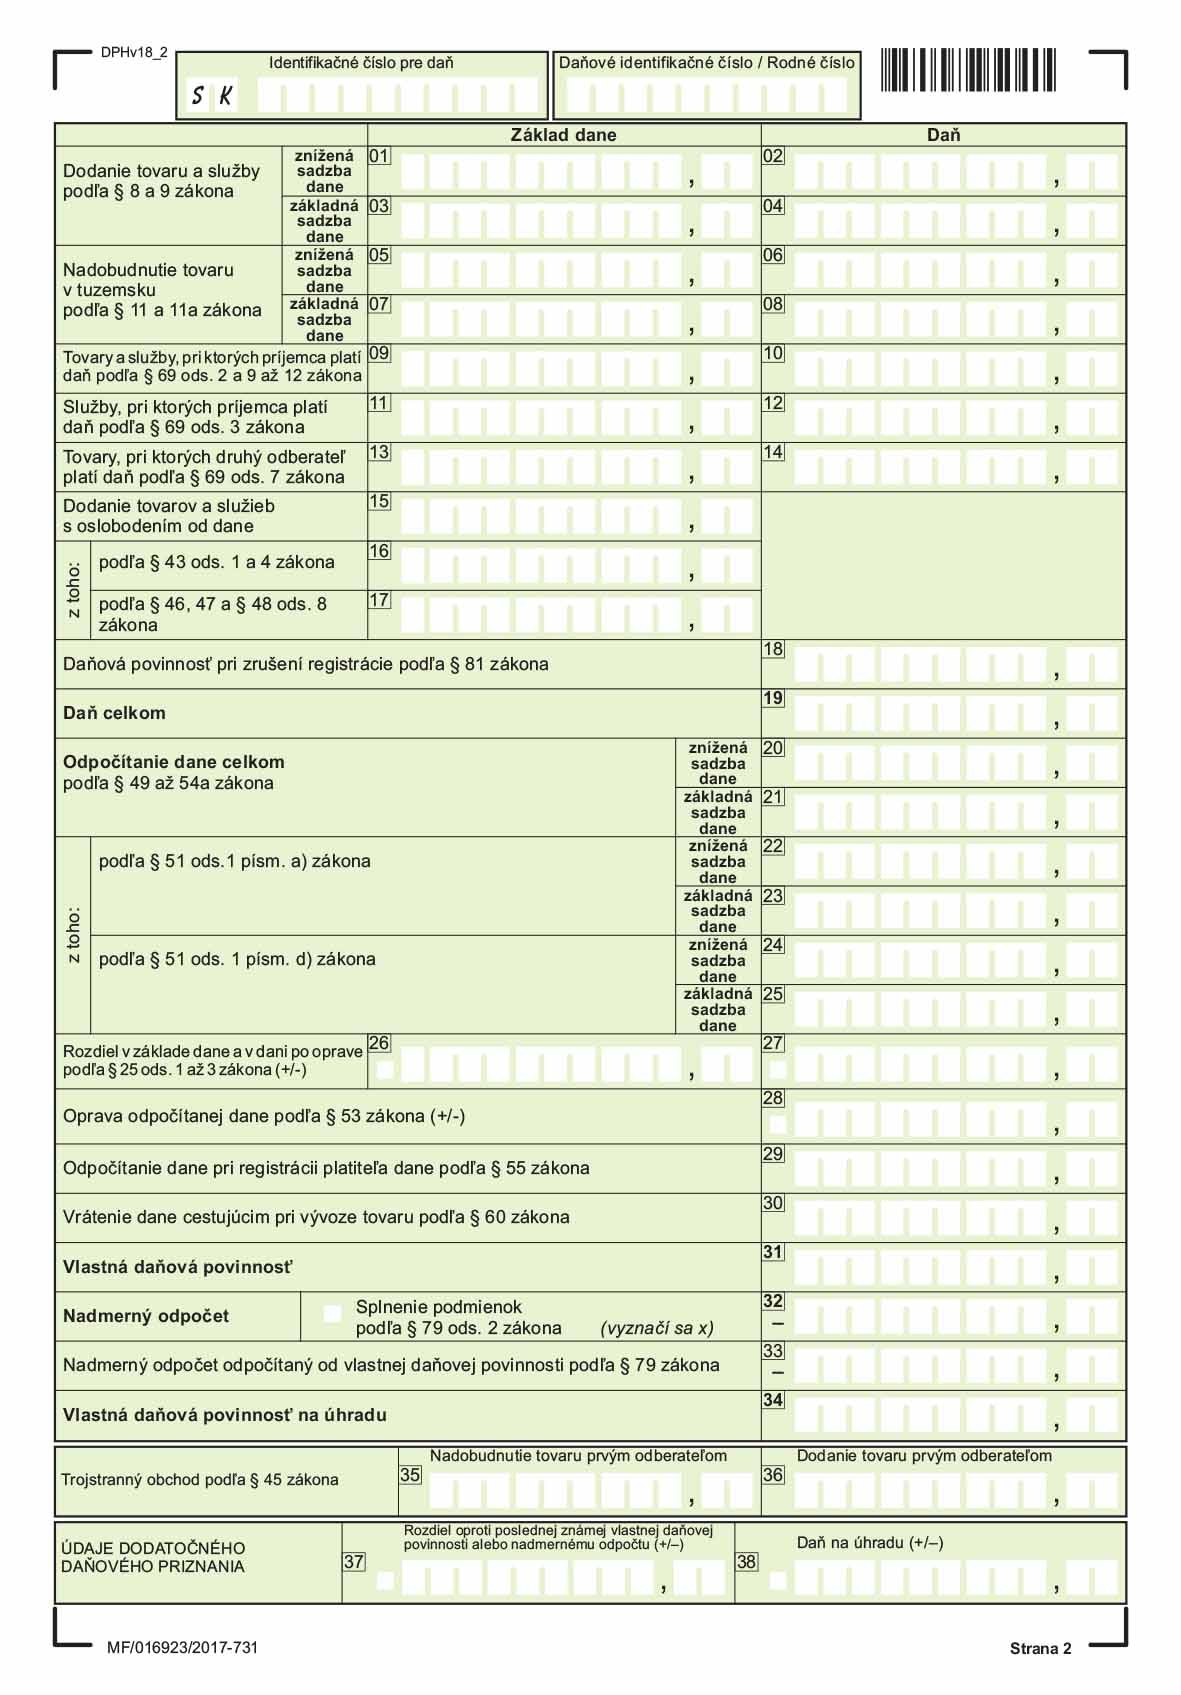 DPHv18_2
Identifikačné číslo pre daň
Daňové identifikačné číslo / Rodné číslo
S K
Základ dane
Daň
Dodanie tovaru a služby
podľa § 8 a 9 zákona
znížená
sadzba
dane
01
,
02
,
základná
sadzba
dane
03
,
04
,
Nadobudnutie tovaru
v tuzemsku
podľa § 11 a 11a zákona
znížená
sadzba
dane
05
,
06
,
základná
sadzba
dane
07
,
08
,
Tovary a služby, pri ktorých príjemca platí
daň podľa § 69 ods. 2 a 9 až 12 zákona
09
,
10
,
Služby, pri ktorých príjemca platí
daň podľa § 69 ods. 3 zákona
11
,
12
,
Tovary, pri ktorých druhý odberateľ
platí daň podľa § 69 ods. 7 zákona
13
,
14
,
Dodanie tovarov a služieb
s oslobodením od dane
15
,
z toho:
podľa § 43 ods. 1 a 4 zákona
16
,
podľa § 46, 47 a § 48 ods. 8
zákona
17
,
Daňová povinnosť pri zrušení registrácie podľa § 81 zákona
18
,
Daň celkom
19
,
Odpočítanie dane celkom
podľa § 49 až 54a zákona
znížená
sadzba
dane
20
,
základná
sadzba
dane
21
,
z toho:
podľa § 51 ods.1 písm. a) zákona
znížená
sadzba
dane
22
,
základná
sadzba
dane
23
,
podľa § 51 ods. 1 písm. d) zákona
znížená
sadzba
dane
24
,
základná
sadzba
dane
25
,
Rozdiel v základe dane a v dani po oprave
podľa § 25 ods. 1 až 3 zákona (+/-)
26
,
27
,
Oprava odpočítanej dane podľa § 53 zákona (+/-)
28
,
Odpočítanie dane pri registrácii platiteľa dane podľa § 55 zákona
29
,
Vrátenie dane cestujúcim pri vývoze tovaru podľa § 60 zákona
30
,
Vlastná daňová povinnosť
31
,
Nadmerný odpočet
Splnenie podmienok
podľa § 79 ods. 2 zákona (vyznačí sa x)
32
–
,
Nadmerný odpočet odpočítaný od vlastnej daňovej povinnosti podľa § 79 zákona
33
–
,
Vlastná daňová povinnosť na úhradu
34
,
Trojstranný obchod podľa § 45 zákona
Nadobudnutie tovaru prvým odberateľom
35
,
Dodanie tovaru prvým odberateľom
36
,
ÚDAJE DODATOČNÉHO
DAŇOVÉHO PRIZNANIA
Rozdiel oproti poslednej známej vlastnej daňovej
povinnosti alebo nadmernému odpočtu (+/–)
37
,
Daň na úhradu (+/–)
38
,
MF/016923/2017-731
Strana 2